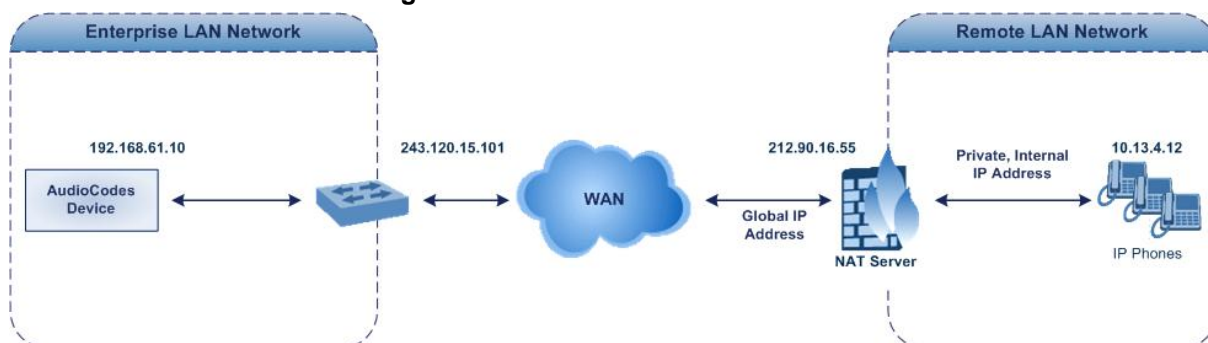 Enterprise LAN Network
Remote LAN Network
192.168.61.10
243.120.15.101
212.90.16.55
Private, Internal
IP Address
10.13.4.12
AudioCodes
Device
WAN
Global IP
Address
NAT Server
IP Phones